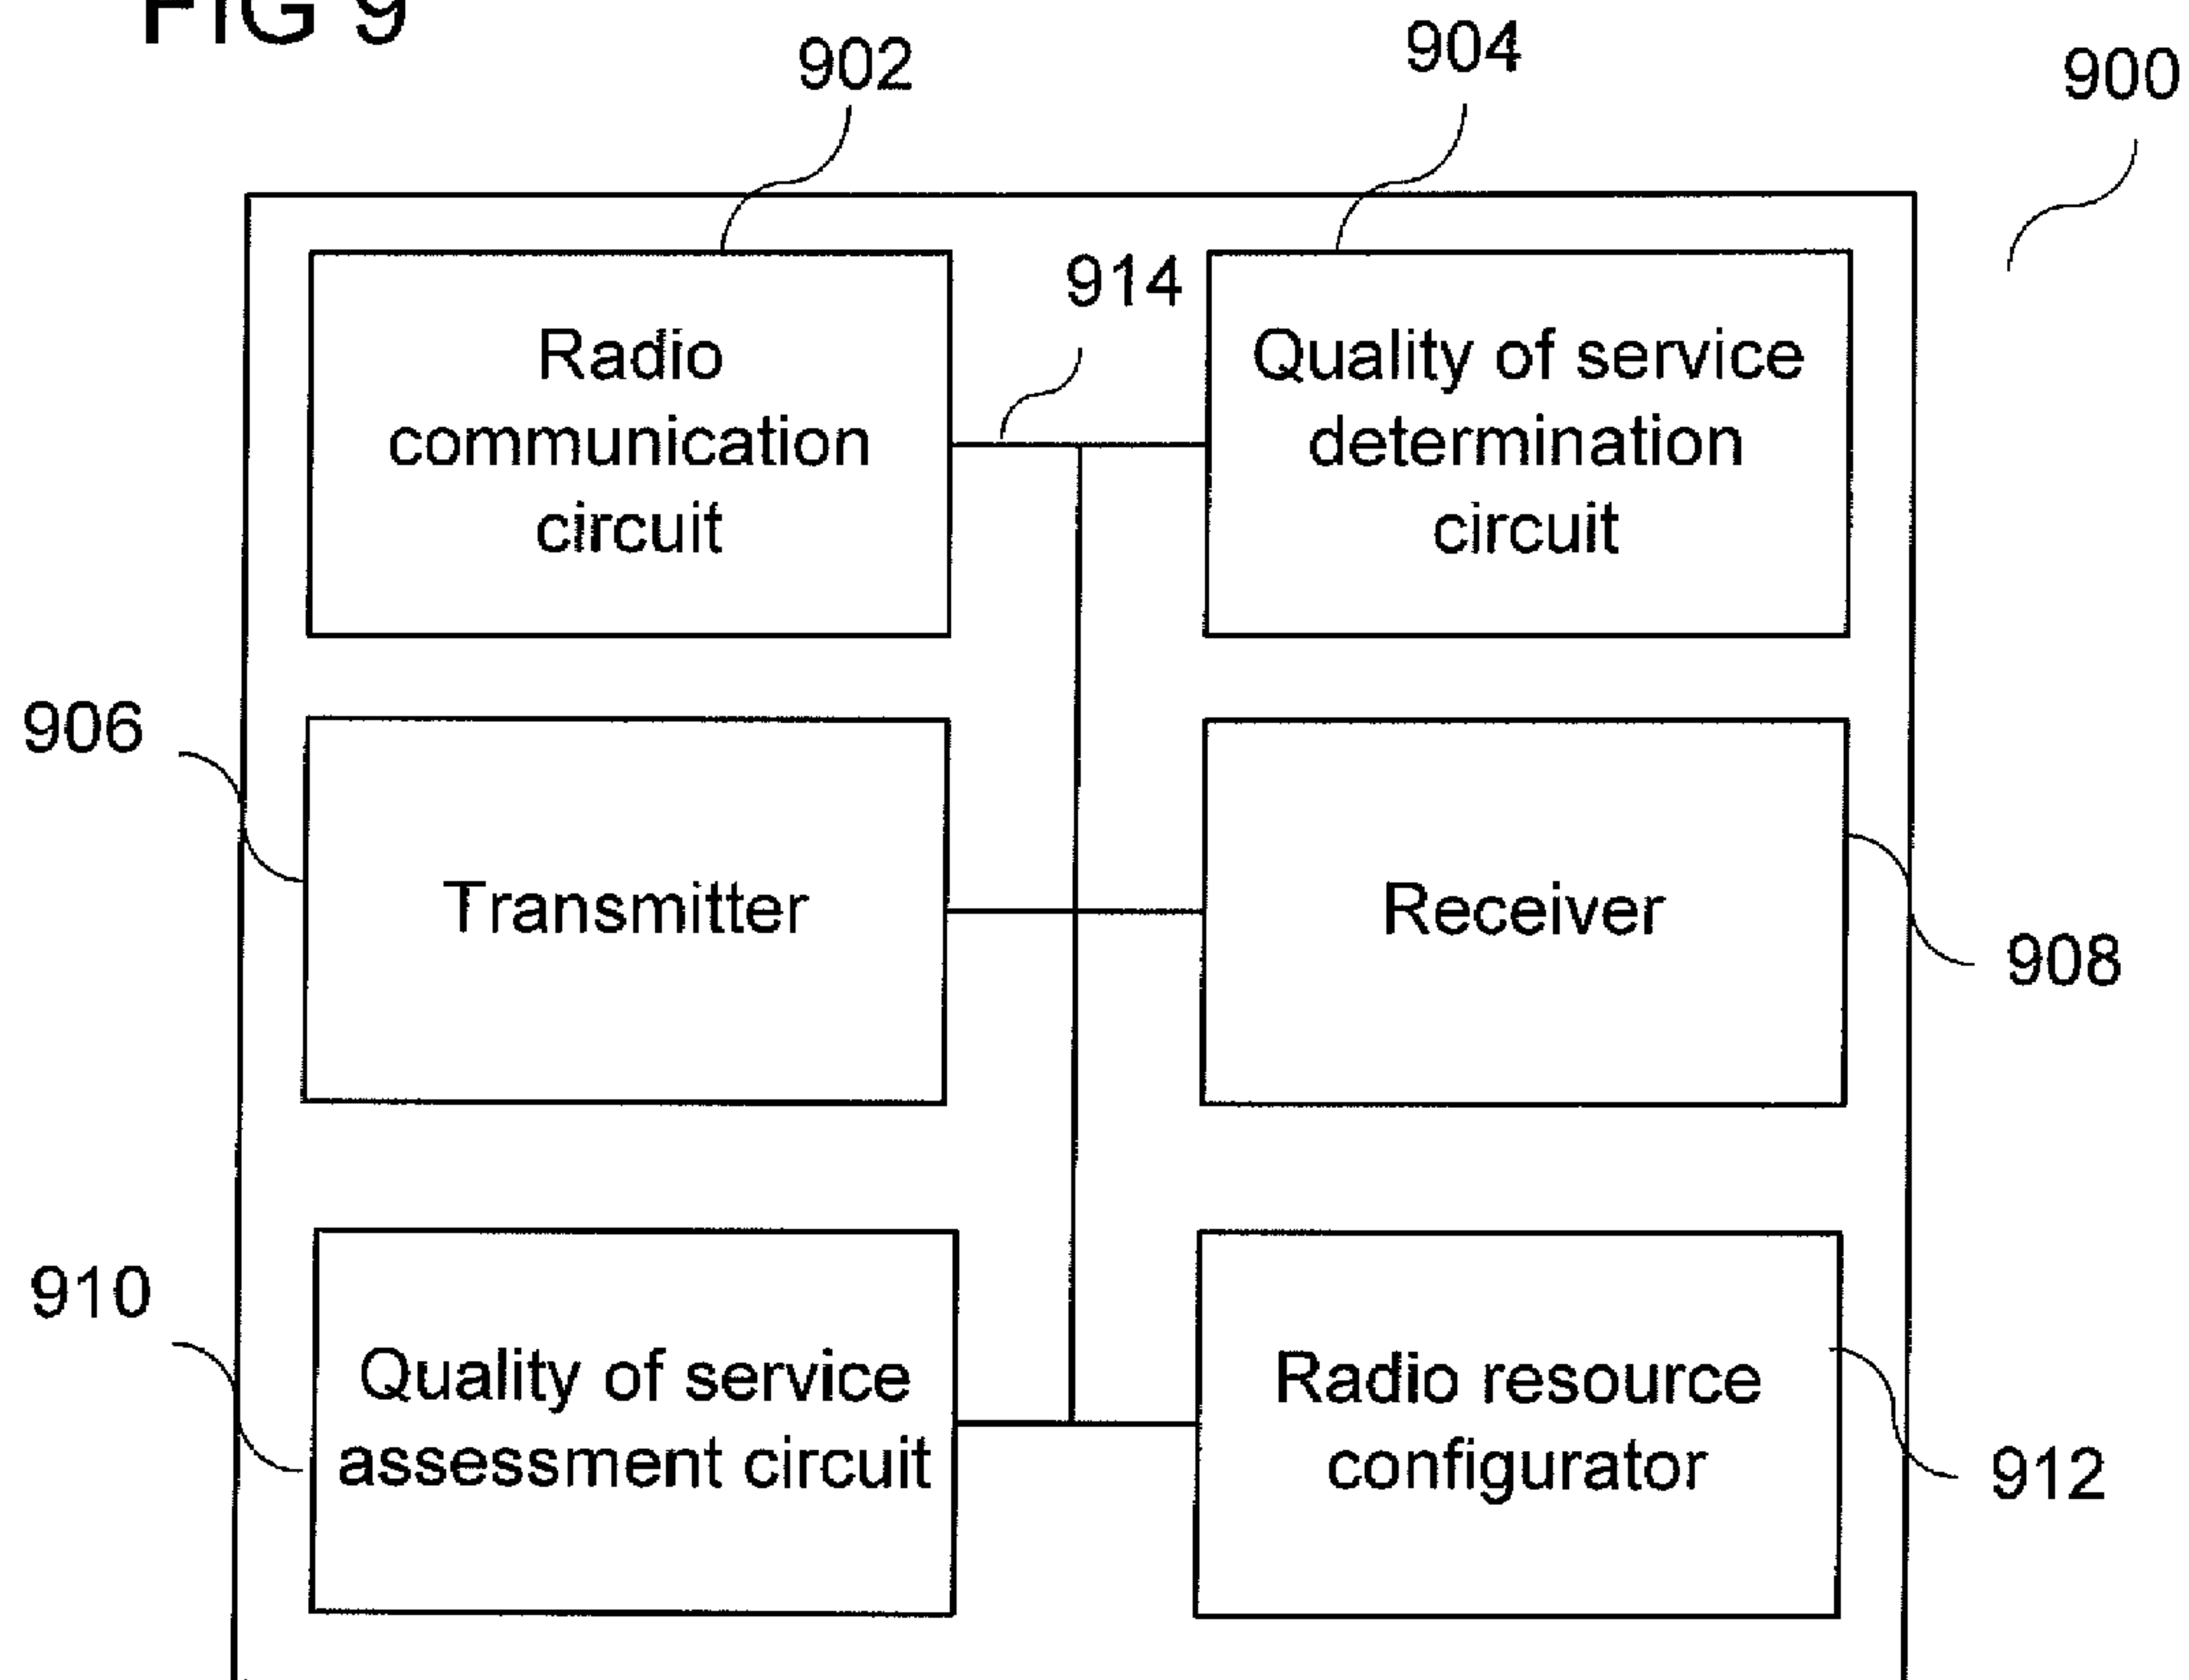 FIG 9
902
904
900
914
Radio
communication
circuit
Quality of service
determination
circuit
906
Transmitter
Receiver
908
910
Quality of service
assessment circuit
Radio resource
configurator
912